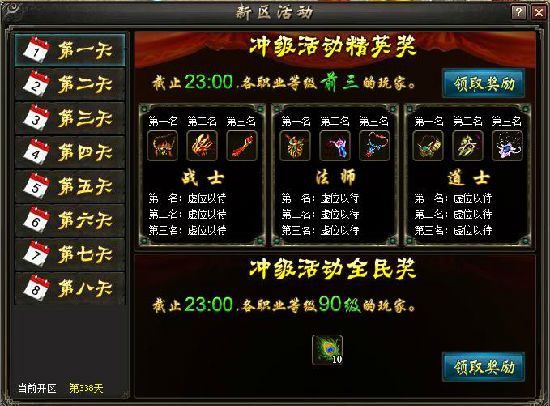 新区活动
? ×
1 第一天
2 第二天
3 第三天
4 第四天
5 第五天
6 第六天
7 第七天
8 第八天
当前开区 第338天
冲级活动精英奖
截止23:00,各职业等级前三的玩家。
领取奖励
第一名 第二名 第三名
战士
第一名:虚位以待
第二名:虚位以待
第三名:虚位以待
第一名 第二名 第三名
法师
第一名:虚位以待
第二名:虚位以待
第三名:虚位以待
第一名 第二名 第三名
道士
第一名:虚位以待
第二名:虚位以待
第三名:虚位以待
冲级活动全民奖
截止23:00,各职业等级90级的玩家。
10
领取奖励